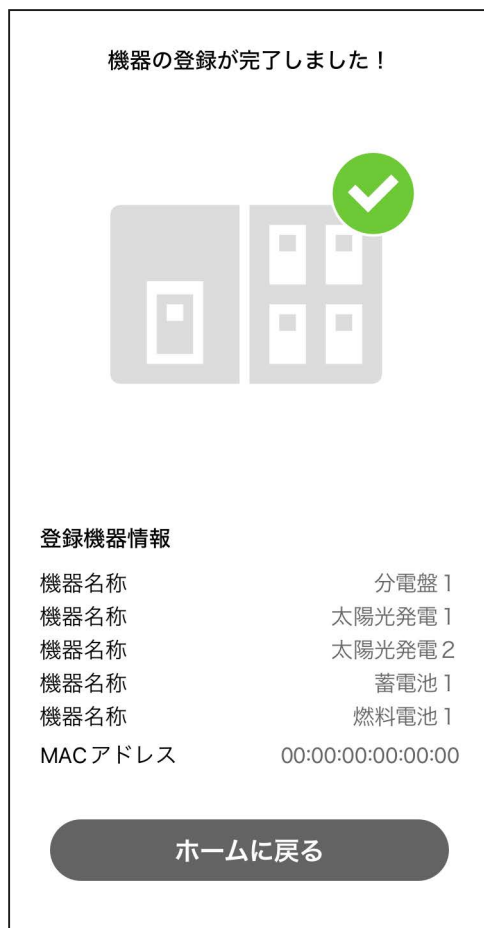 機器の登録が完了しました！
登録機器情報
機器名称 分電盤1
機器名称 太陽光発電1
機器名称 太陽光発電2
機器名称 蓄電池1
機器名称 燃料電池1
MACアドレス 00:00:00:00:00:00
ホームに戻る